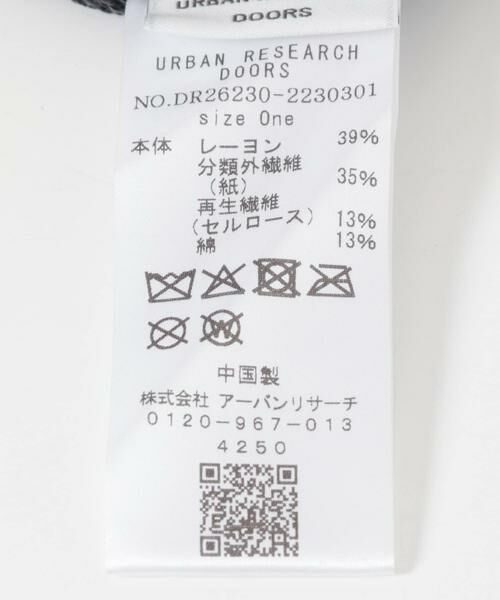 URBAN
DOORS
URBAN RESEARCH
DOORS
NO.DR26230-2230301
size One
本体 レーヨン 39%
分類外繊維
(紙) 35%
再生繊維
(セルロース) 13%
綿 13%
W
中国製
株式会社 アーバンリサーチ
0120-967-013
4250